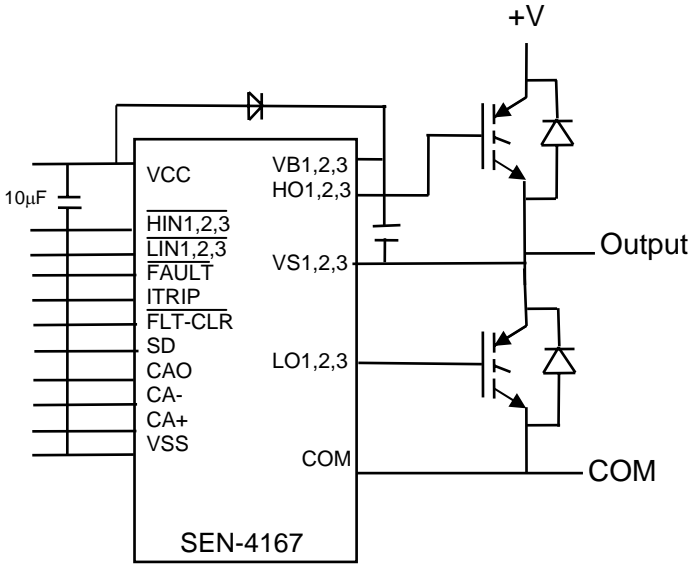 +V
VCC
VB1,2,3
HO1,2,3
10μF
HIN1,2,3
LIN1,2,3
FAULT
VS1,2,3
Output
ITRIP
FLT-CLR
SD
LO1,2,3
CAO
CA-
CA+
VSS
COM
COM
SEN-4167